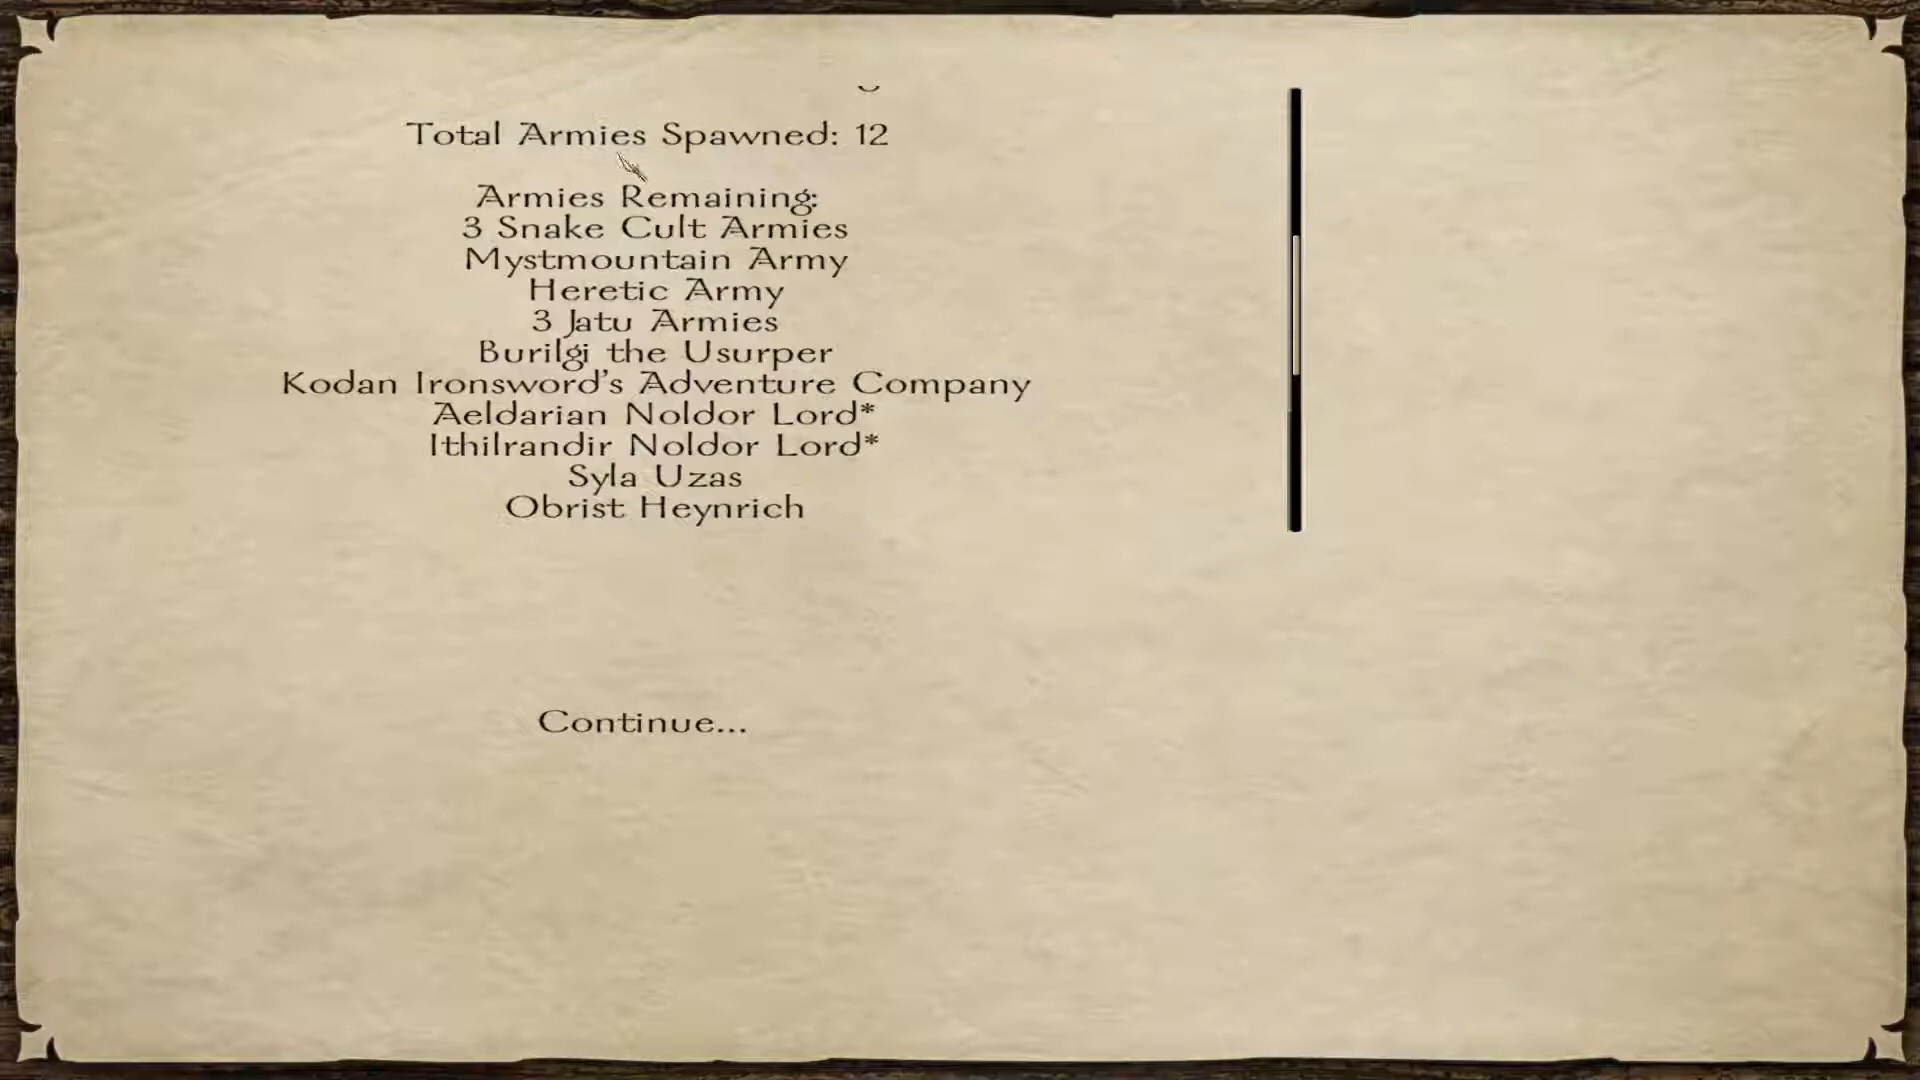 Total Armies Spawned: 12
Armies Remaining:
3 Snake Cult Armies
Mystmountain Army
Heretic Army
3 Jatu Armies
Burilgi the Usurper
Kodan Ironsword's Adventure Company
Aeldarian Noldor Lord*
Ithilrandir Noldor Lord*
Syla Uzas
Obrist Heynrich
Continue...